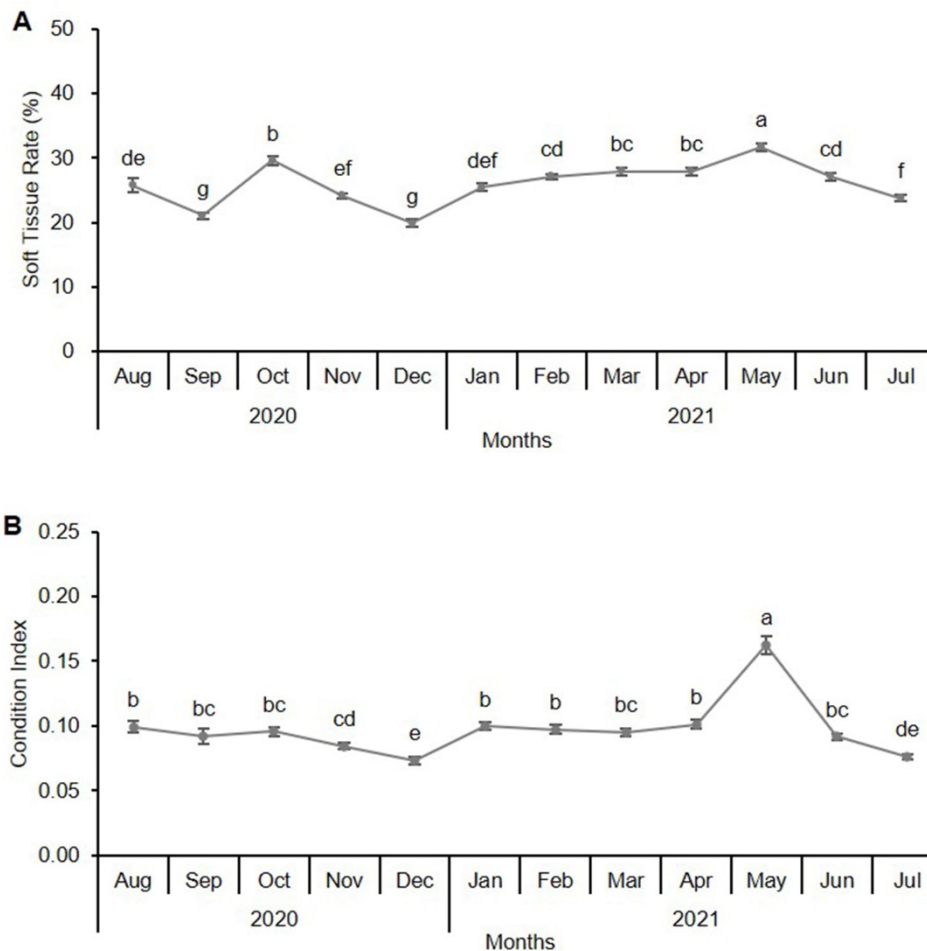 A
Soft Tissue Rate (%)
50
40
30
20
10
0
de
g
b
ef
g
def
cd
bc
bc
a
cd
f
Aug Sep Oct Nov Dec Jan Feb Mar Apr May Jun Jul
2020 2021
Months
B
Condition Index
0.25
0.20
0.15
0.10
0.05
0.00
b
bc
bc
cd
e
b
b
bc
b
a
bc
de
Aug Sep Oct Nov Dec Jan Feb Mar Apr May Jun Jul
2020 2021
Months